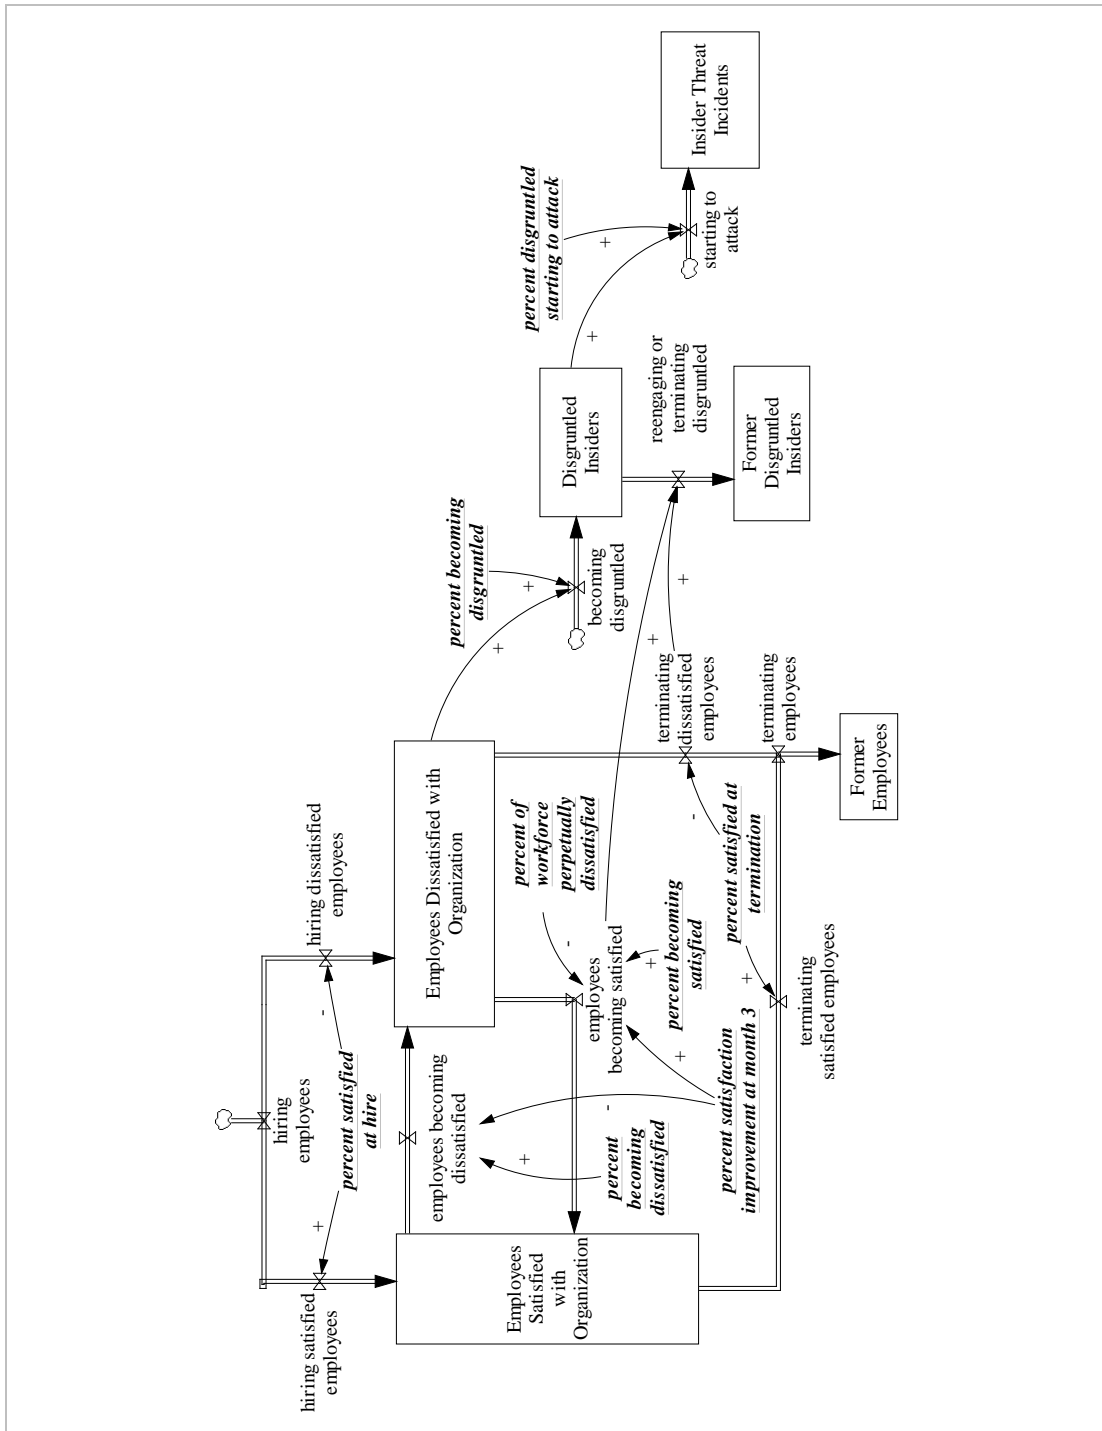 hiring satisfied
employees
hiring
employees
hiring dissatisfied
employees
percent satisfied
at hire
+
-
Employees
Satisfied
with
Organization
employees becoming
dissatisfied
Employees Dissatisfied with
Organization
percent
becoming
dissatisfied
+
-
percent satisfaction
improvement at month 3
+
employees
becoming satisfied
percent becoming
satisfied
+
percent of
workforce
perpetually
dissatisfied
-
percent satisfied at
termination
+
-
terminating
satisfied employees
terminating
dissatisfied
employees
terminating
employees
Former
Employees
percent becoming
disgruntled
+
+
becoming
disgruntled
Disgruntled
Insiders
+
+
reengaging or
terminating
disgruntled
Former
Disgruntled
Insiders
percent disgruntled
starting to attack
+
+
starting to
attack
Insider Threat
Incidents